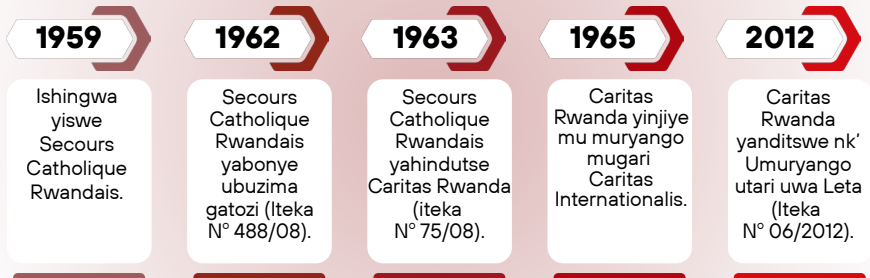 1959
Ishingwa
yiswe
Secours
Catholique
Rwandais.
1962
Secours
Catholique
Rwandais
yabonye
ubuzima
gatozi (Iteka
N° 488/08).
1963
Secours
Catholique
Rwandais
yahindutse
Caritas Rwanda
(iteka
N° 75/08).
1965
Caritas
Rwanda yinjiye
mu muryango
mugari
Caritas
Internationalis.
2012
Caritas
Rwanda
yanditswe nk’
Umuryango
utari uwa Leta
(Iteka
N° 06/2012).